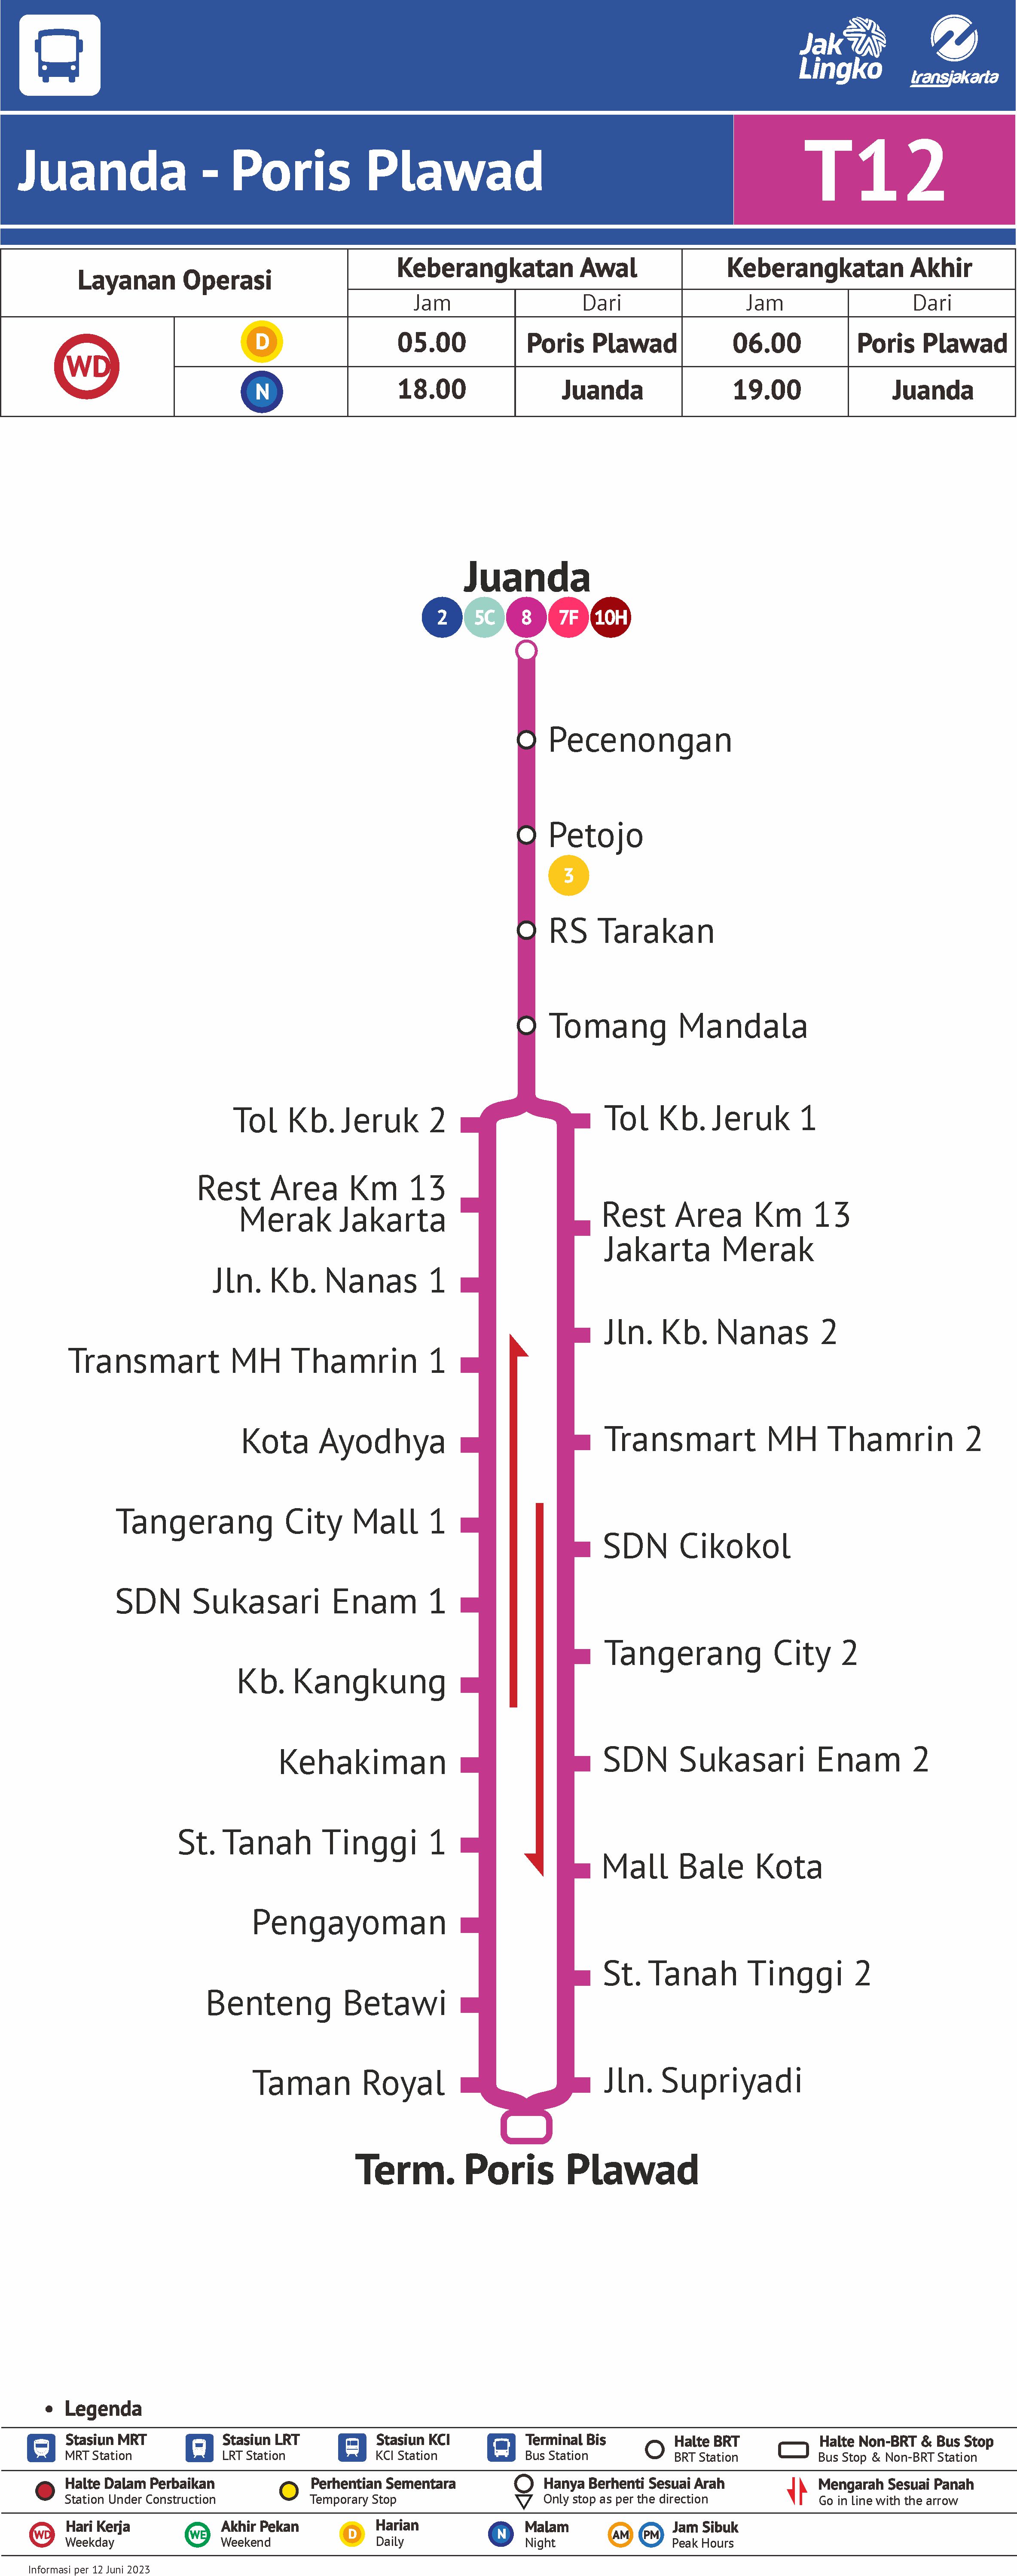 Jak
Lingko
transjakarta
Juanda - Poris Plawad
T12
Layanan Operasi
Keberangkatan Awal
Keberangkatan Akhir
Jam
Dari
Jam
Dari
WD
D
05.00
Poris Plawad
06.00
Poris Plawad
N
18.00
Juanda
19.00
Juanda
Juanda
2 5C 8 7F 10H
Pecenongan
Petojo
3
RS Tarakan
Tomang Mandala
Tol Kb. Jeruk 2
Tol Kb. Jeruk 1
Rest Area Km 13
Merak Jakarta
Rest Area Km 13
Jakarta Merak
Jln. Kb. Nanas 1
Jln. Kb. Nanas 2
Transmart MH Thamrin 1
Kota Ayodhya
Transmart MH Thamrin 2
Tangerang City Mall 1
SDN Cikokol
SDN Sukasari Enam 1
Tangerang City 2
Kb. Kangkung
Kehakiman
SDN Sukasari Enam 2
St. Tanah Tinggi 1
Mall Bale Kota
Pengayoman
St. Tanah Tinggi 2
Benteng Betawi
Taman Royal
Jln. Supriyadi
Term. Poris Plawad
• Legenda
Stasiun MRT
MRT Station
Stasiun LRT
LRT Station
Stasiun KCI
KCI Station
Terminal Bis
Bus Station
Halte BRT
BRT Station
Halte Non-BRT & Bus Stop
Bus Stop & Non-BRT Station
Halte Dalam Perbaikan
Station Under Construction
Perhentian Sementara
Temporary Stop
Hanya Berhenti Sesuai Arah
Only stop as per the direction
Mengarah Sesuai Panah
Go in line with the arrow
WD
Hari Kerja
Weekday
WE
Akhir Pekan
Weekend
D
Harian
Daily
N
Malam
Night
AM PM
Jam Sibuk
Peak Hours
Informasi per 12 Juni 2023